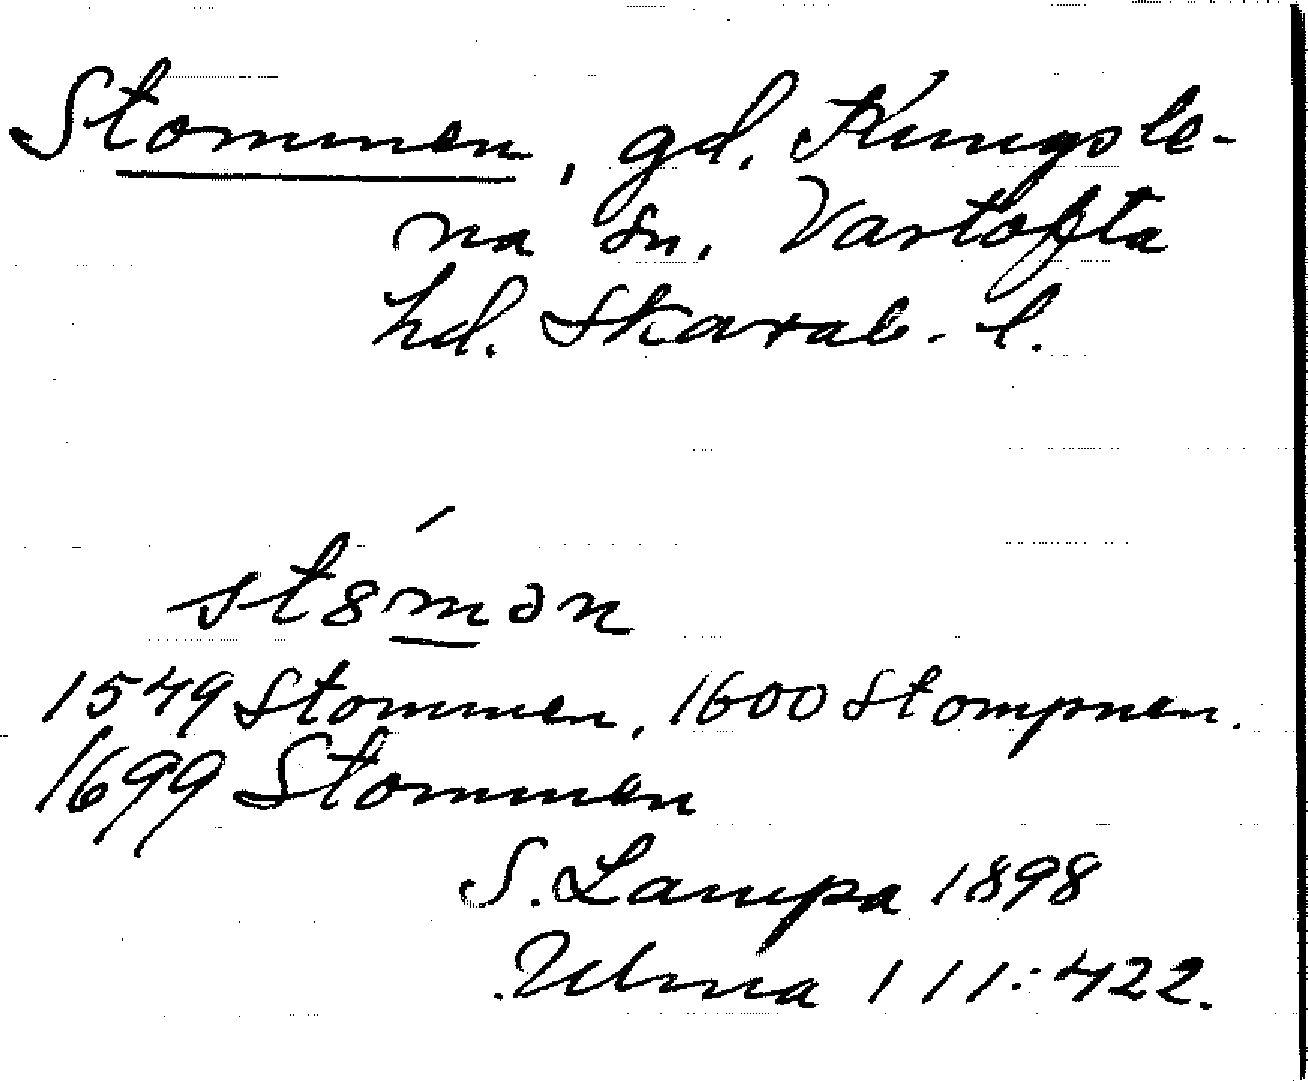 Stommen, gd. Kungsle-
na sn. Vartofta
hd. Skarab. l.
st8mən
1549 Stommen, 1600 Stompnen.
1699 Stommen
S. Lampa 1898
Ulma 111:422.